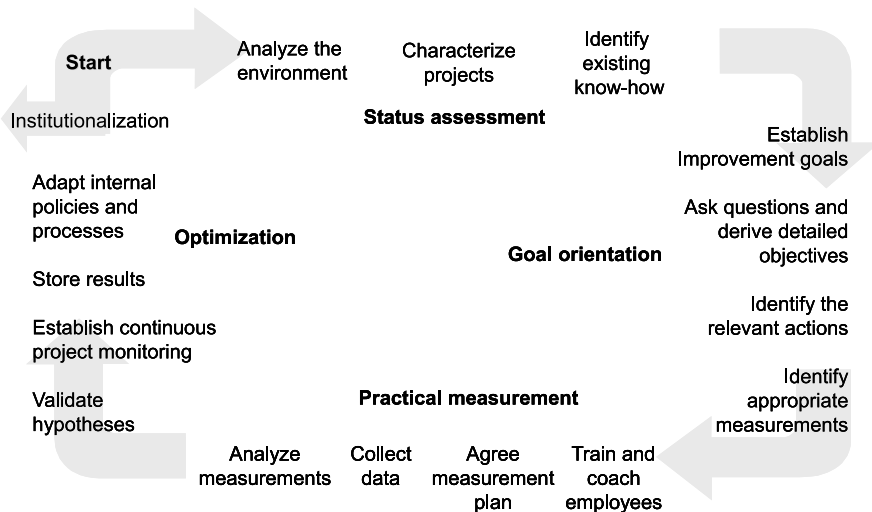 Start
Analyze the
environment
Characterize
projects
Identify
existing
know-how
Status assessment
Establish
Improvement goals
Ask questions and
derive detailed
objectives
Goal orientation
Identify the
relevant actions
Identify
appropriate
measurements
Practical measurement
Train and
coach
employees
Agree
measurement
plan
Collect
data
Analyze
measurements
Optimization
Validate
hypotheses
Establish continuous
project monitoring
Store results
Adapt internal
policies and
processes
Institutionalization